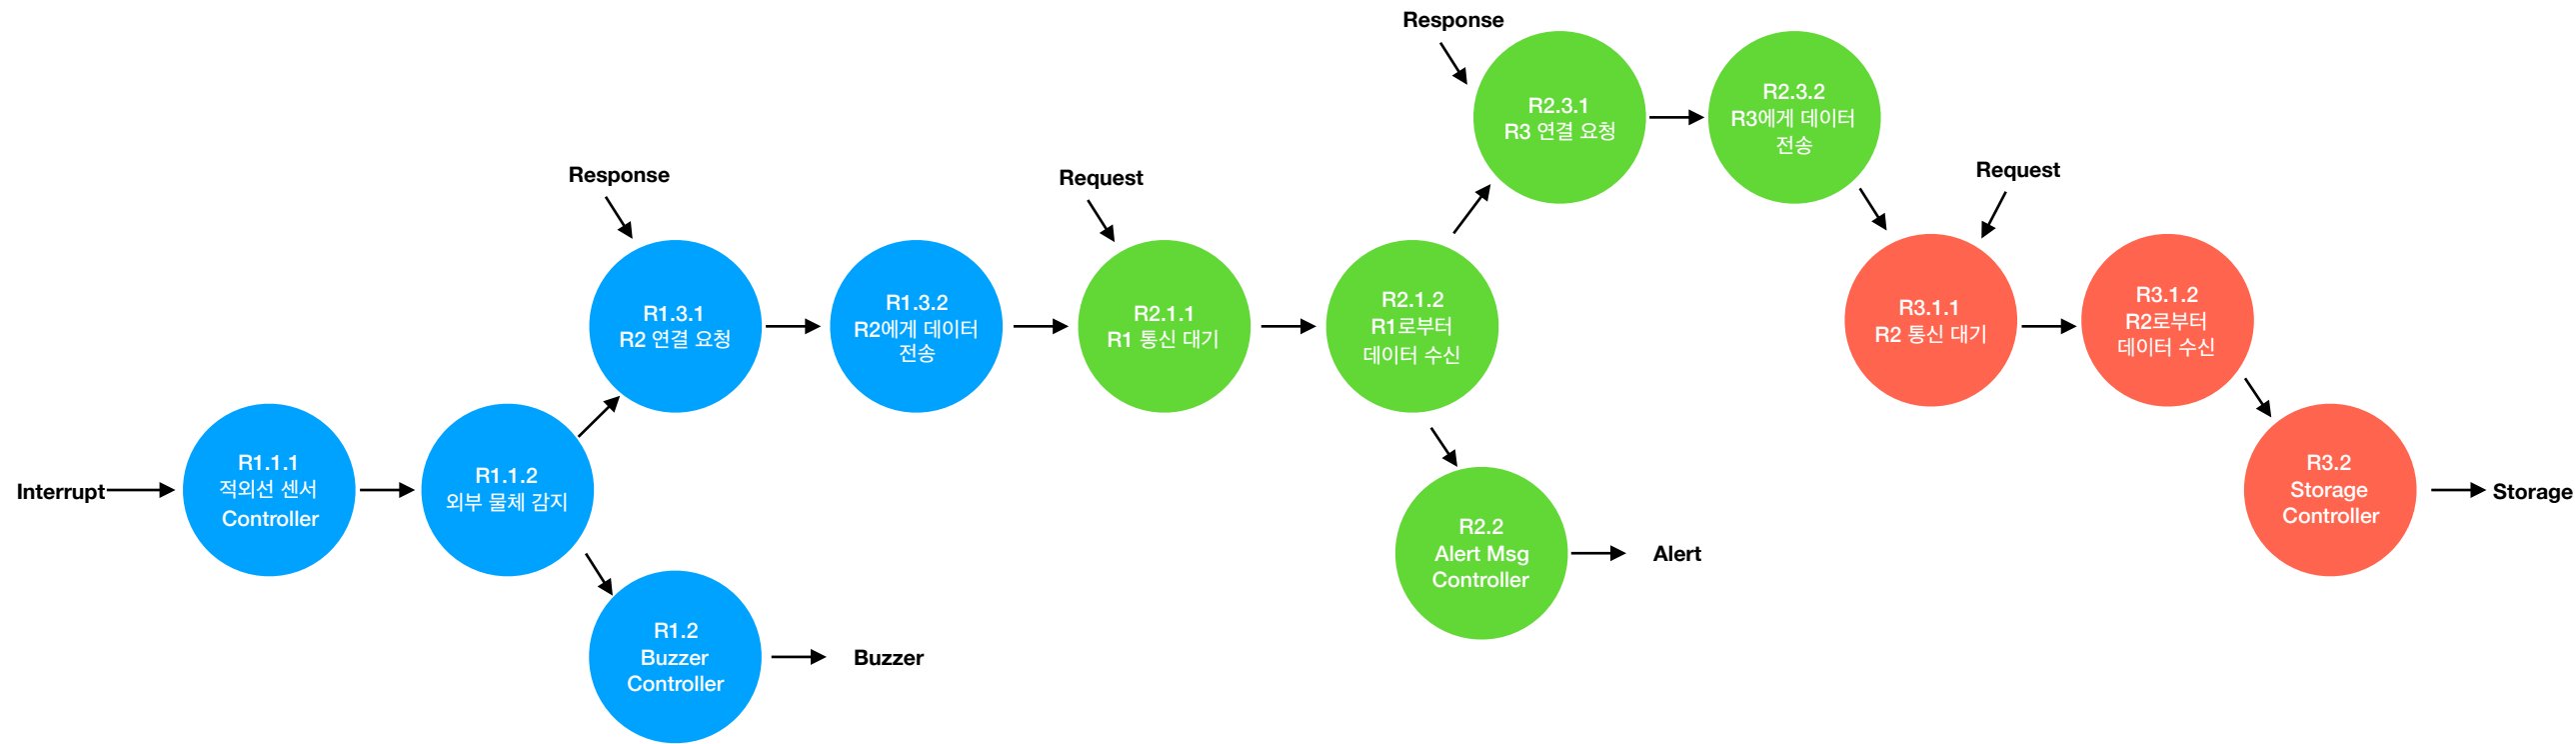 Interrupt
R1.1.1
적외선 센서
Controller
R1.1.2
외부 물체 감지
Response
R1.3.1
R2 연결 요청
R1.2
Buzzer
Controller
Buzzer
R1.3.2
R2에게 데이터
전송
Request
R2.1.1
R1 통신 대기
R2.1.2
R1로부터
데이터 수신
Response
R2.3.1
R3 연결 요청
R2.3.2
R3에게 데이터
전송
R2.2
Alert Msg
Controller
Alert
Request
R3.1.1
R2 통신 대기
R3.1.2
R2로부터
데이터 수신
R3.2
Storage
Controller
Storage